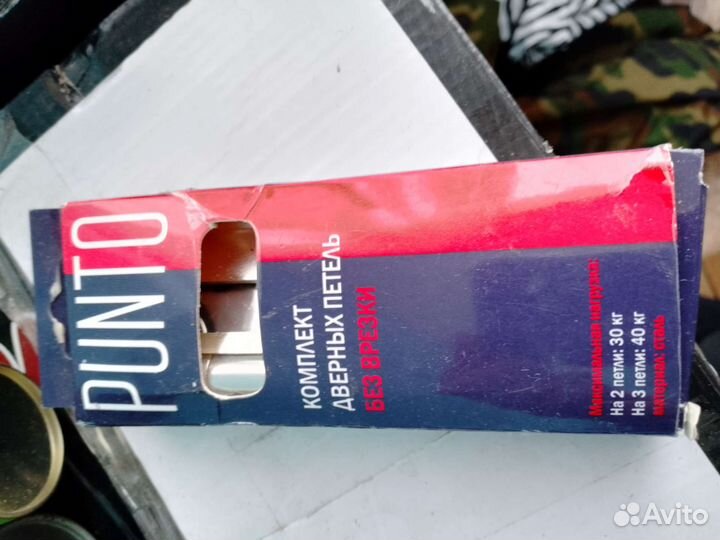 PUNTO
КОМПЛЕКТ
ДВЕРНЫХ ПЕТЕЛЬ
БЕЗ ВРЕЗКИ
нагрузка:
На 2 петли: 30 кг
На 3 петли: 40 кг
материал: сталь
Avito